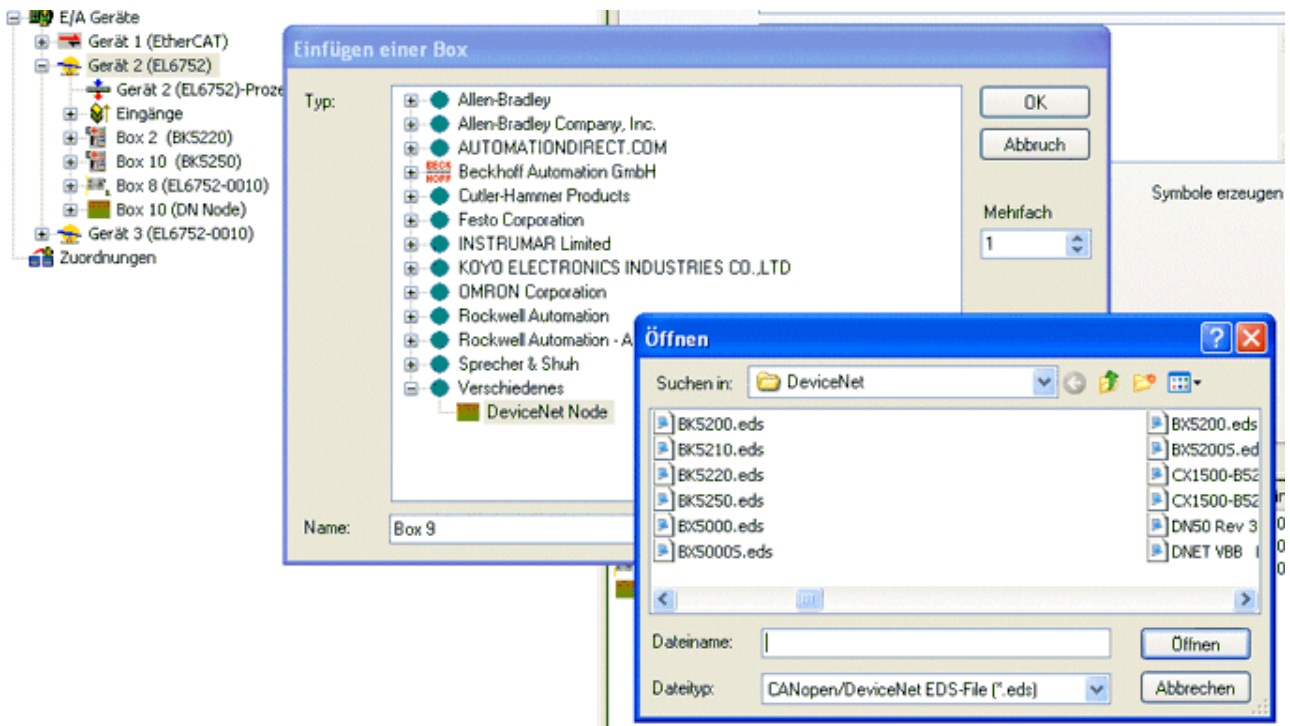 E/A Geräte
Gerät 1 (EtherCAT)
Gerät 2 (EL6752)
Gerät 2 (EL6752)-Proze
Eingänge
Box 2 (BK5220)
Box 10 (BK5250)
Box 8 (EL6752-0010)
Box 10 (DN Node)
Gerät 3 (EL6752-0010)
Zuordnungen
Einfügen einer Box
Typ:
Allen-Bradley
Allen-Bradley Company, Inc.
AUTOMATIONDIRECT.COM
BECK
HOFF
Beckhoff Automation GmbH
Cutler-Hammer Products
Festo Corporation
INSTRUMAR Limited
KOYO ELECTRONICS INDUSTRIES CO.,LTD
OMRON Corporation
Rockwell Automation
Rockwell Automation - A
Sprecher & Shuh
Verschiedenes
DeviceNet Node
OK
Abbruch
Mehrfach
1
Name:
Box 9
Symbole erzeugen
Öffnen
Suchen in:
DeviceNet
BK5200.eds
BK5210.eds
BK5220.eds
BK5250.eds
BX5000.eds
BX5000S.eds
BX5200.eds
BX5200S.ed
CX1500-B52
CX1500-B52
DN50 Rev 3
DNET VBB
Dateiname:
Öffnen
Dateityp:
CANopen/DeviceNet EDS-File (*.eds)
Abbrechen